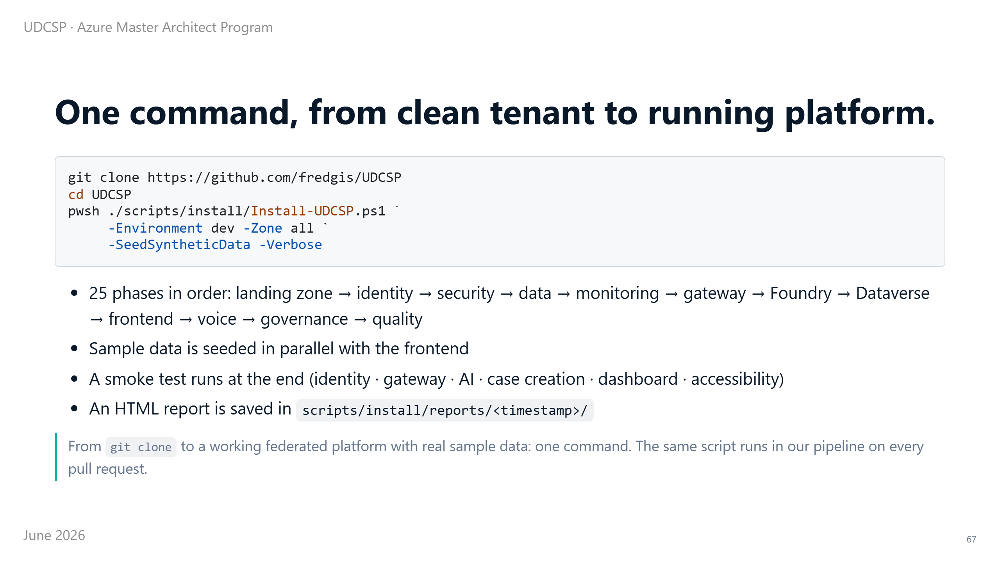 UDCSP · Azure Master Architect Program
One command, from clean tenant to running platform.
git clone https://github.com/fredgis/UDCSP
cd UDCSP
pwsh ./scripts/install/Install-UDCSP.ps1 `
     -Environment dev -Zone all `
     -SeedSyntheticData -Verbose
• 25 phases in order: landing zone → identity → security → data → monitoring → gateway → Foundry → Dataverse
→ frontend → voice → governance → quality
• Sample data is seeded in parallel with the frontend
• A smoke test runs at the end (identity · gateway · AI · case creation · dashboard · accessibility)
• An HTML report is saved in scripts/install/reports/<timestamp>/
From git clone to a working federated platform with real sample data: one command. The same script runs in our pipeline on every
pull request.
June 2026
67